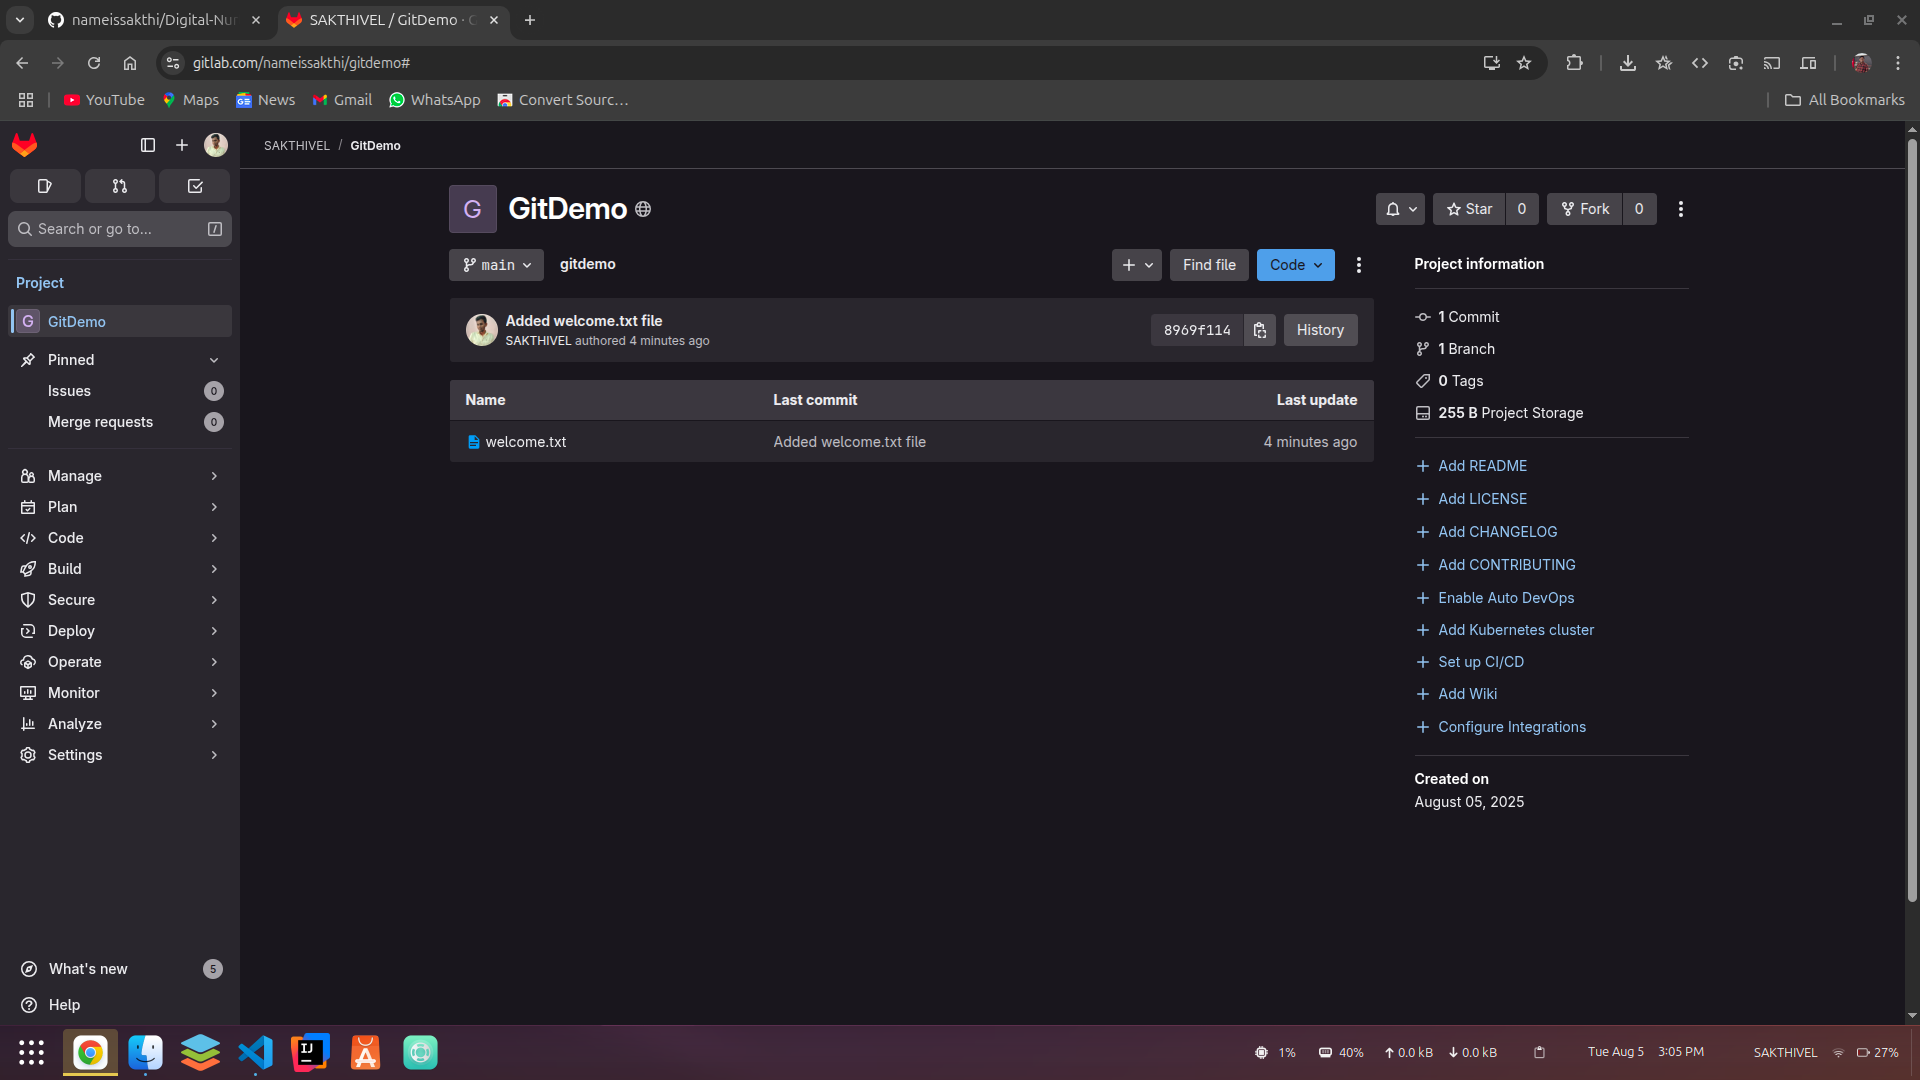 nameissakthi/Digital-Nur
SAKTHIVEL / GitDemo · G
gitlab.com/nameissakthi/gitdemo#
YouTube
Maps
News
Gmail
WhatsApp
Convert Sourc…
All Bookmarks
SAKTHIVEL / GitDemo
Search or go to...
/
Project
G GitDemo
Pinned
Issues 0
Merge requests 0
Manage
Plan
Code
Build
Secure
Deploy
Operate
Monitor
Analyze
Settings
What's new 5
Help
G GitDemo
Star 0
Fork 0
main
gitdemo
Find file
Code
Added welcome.txt file
SAKTHIVEL authored 4 minutes ago
8969f114
History
Name Last commit Last update
welcome.txt Added welcome.txt file 4 minutes ago
Project information
1 Commit
1 Branch
0 Tags
255 B Project Storage
Add README
Add LICENSE
Add CHANGELOG
Add CONTRIBUTING
Enable Auto DevOps
Add Kubernetes cluster
Set up CI/CD
Add Wiki
Configure Integrations
Created on
August 05, 2025
IJ
1% 40% 0.0 kB 0.0 kB Tue Aug 5 3:05 PM SAKTHIVEL 27%